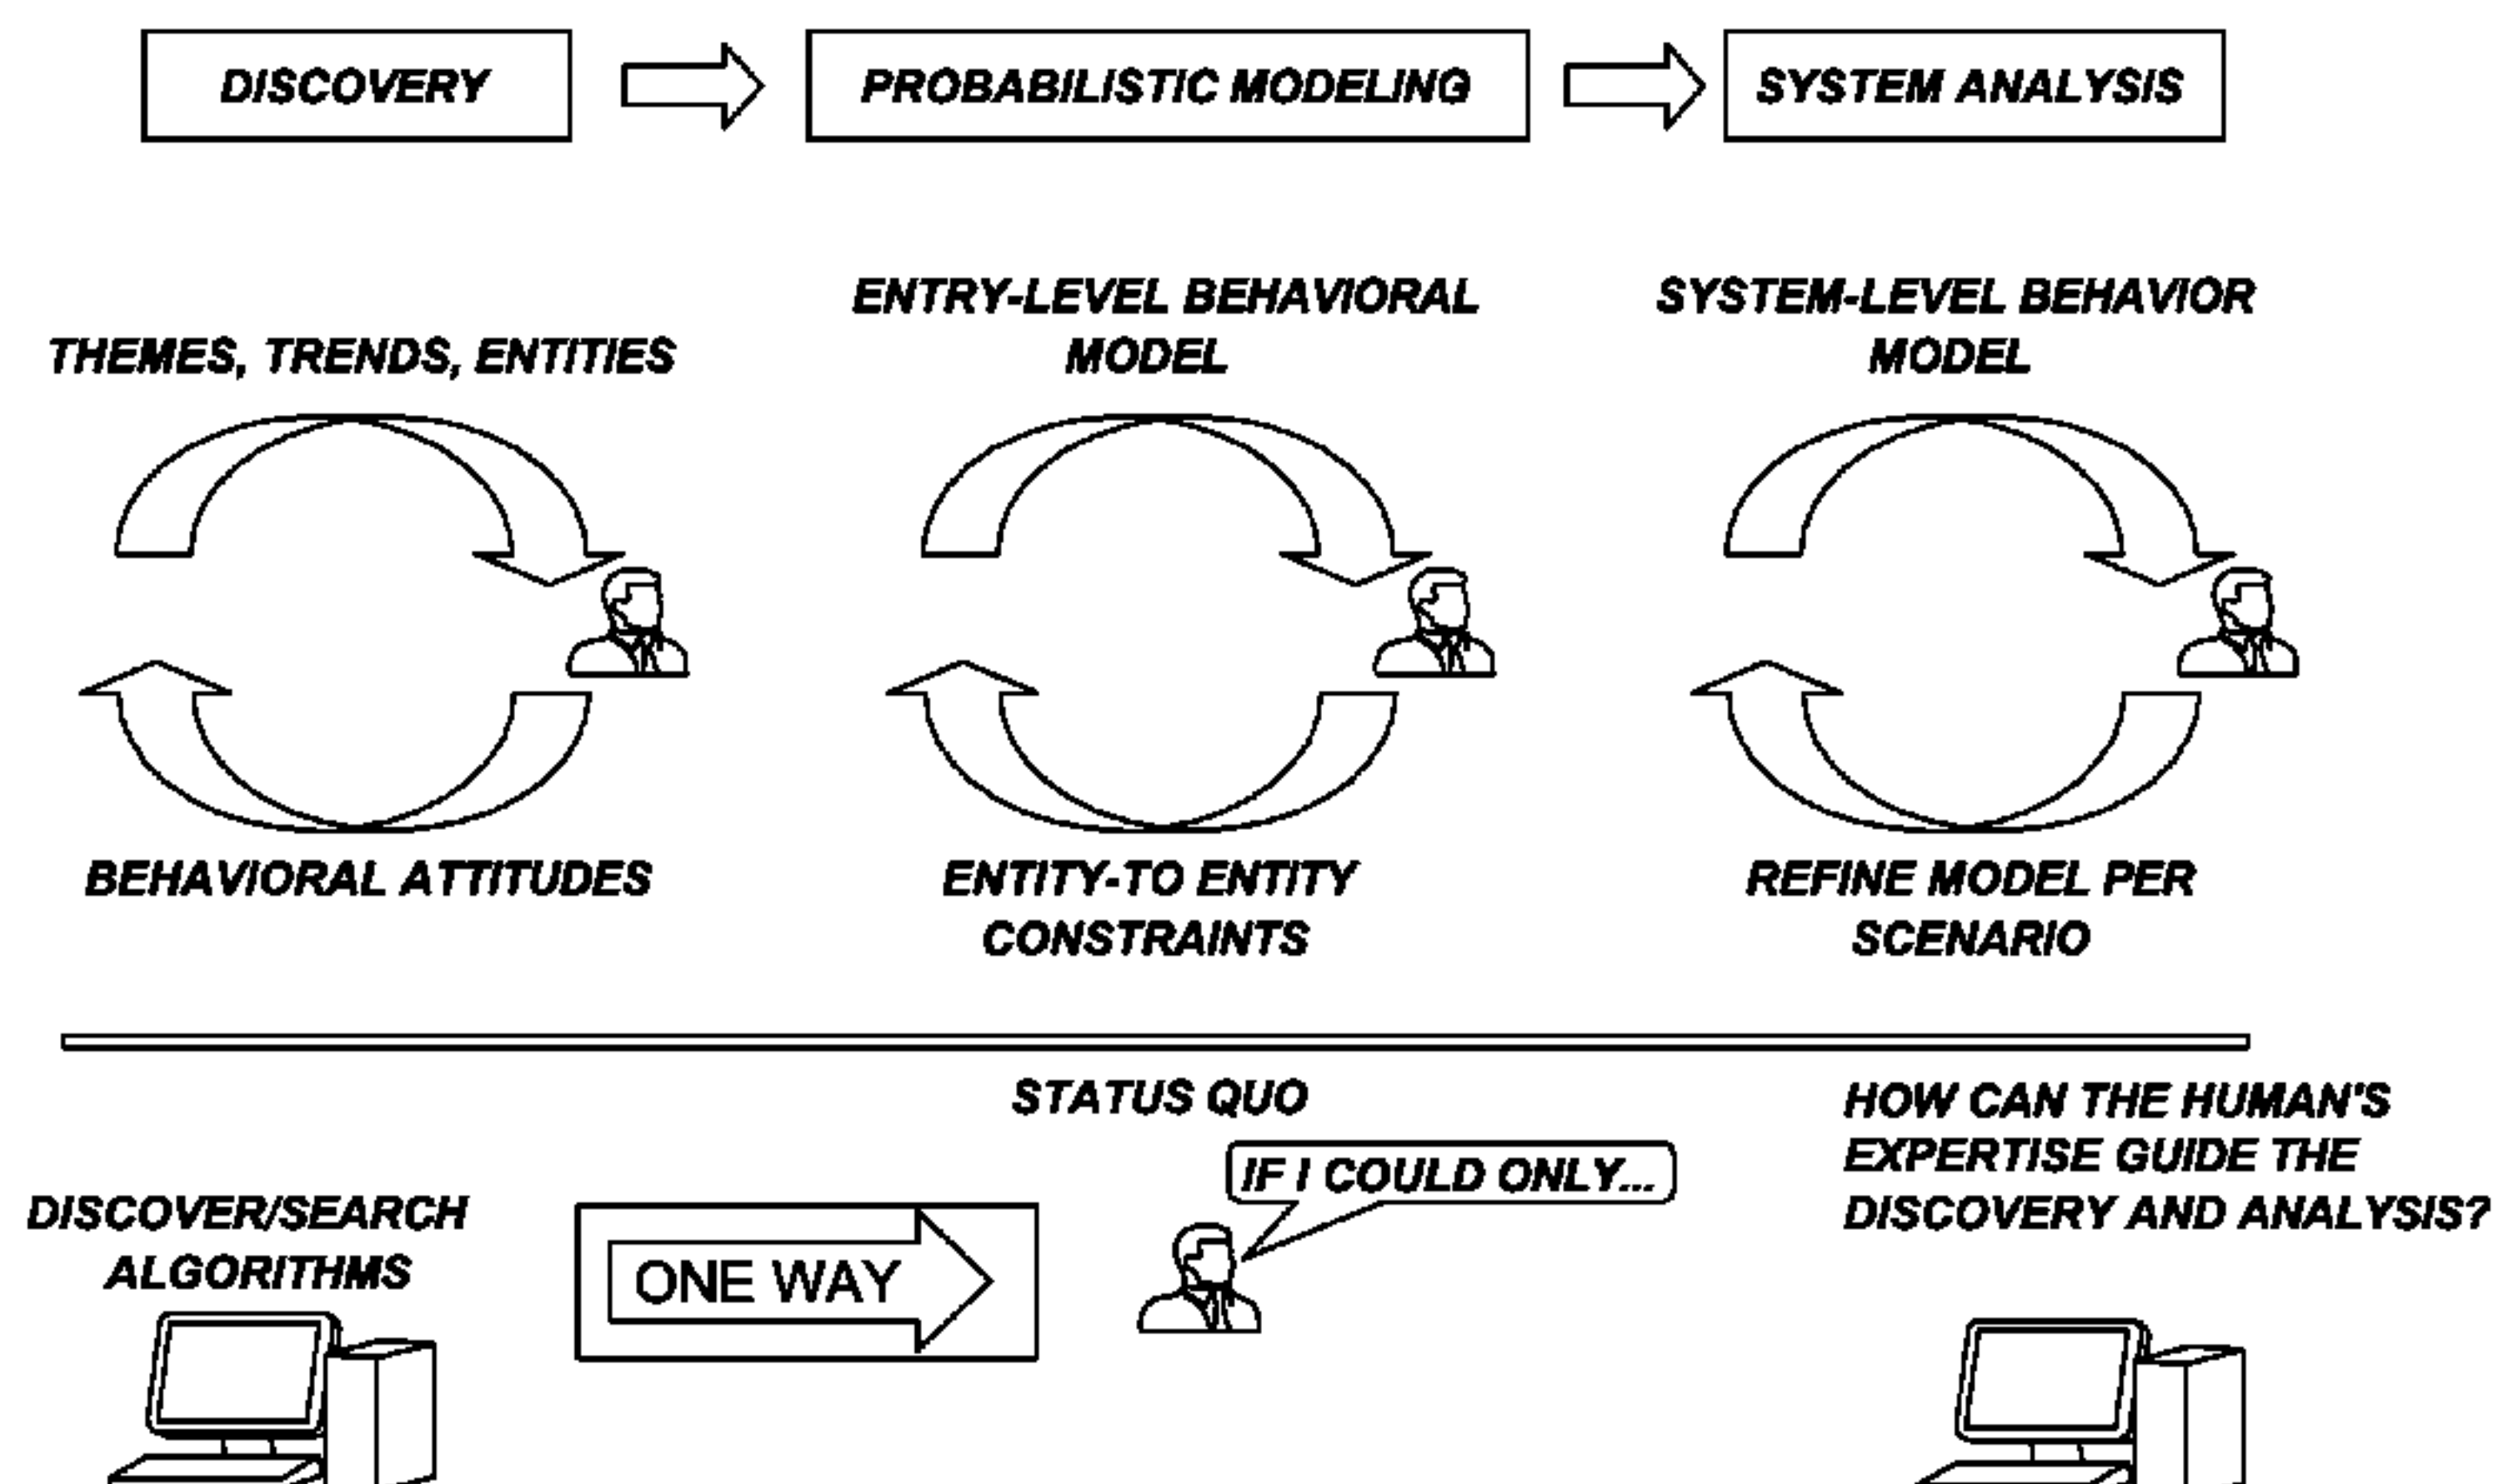 DISCOVERY
PROBABILISTIC MODELING
SYSTEM ANALYSIS
THEMES, TRENDS, ENTITIES
ENTRY-LEVEL BEHAVIORAL
MODEL
SYSTEM-LEVEL BEHAVIOR
MODEL
BEHAVIORAL ATTITUDES
ENTITY-TO ENTITY
CONSTRAINTS
REFINE MODEL PER
SCENARIO
STATUS QUO
DISCOVER/SEARCH
ALGORITHMS
ONE WAY
IF I COULD ONLY...
HOW CAN THE HUMAN'S
EXPERTISE GUIDE THE
DISCOVERY AND ANALYSIS?